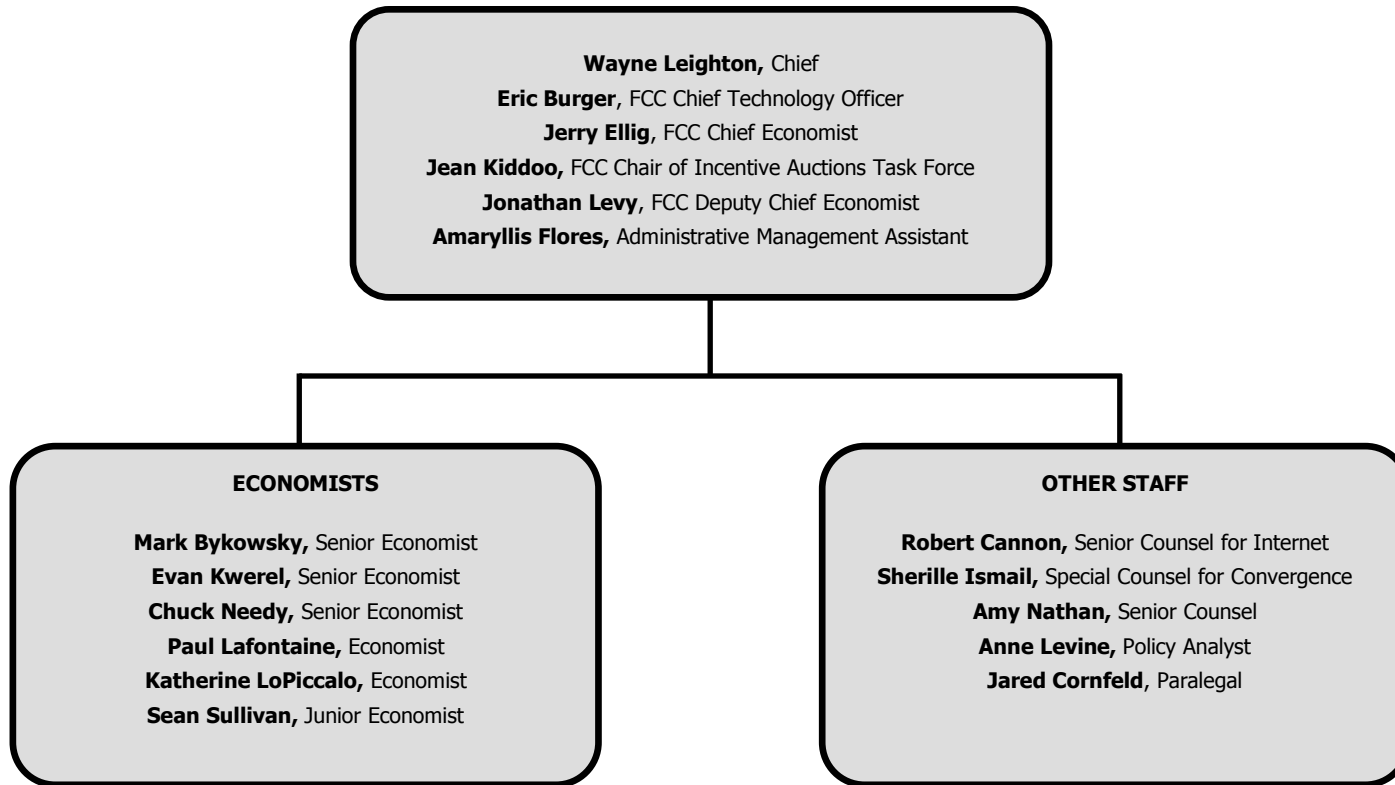 Wayne Leighton, Chief
Eric Burger, FCC Chief Technology Officer
Jerry Ellig, FCC Chief Economist
Jean Kiddoo, FCC Chair of Incentive Auctions Task Force
Jonathan Levy, FCC Deputy Chief Economist
Amaryllis Flores, Administrative Management Assistant
ECONOMISTS
Mark Bykowsky, Senior Economist
Evan Kwerel, Senior Economist
Chuck Needy, Senior Economist
Paul Lafontaine, Economist
Katherine LoPiccalo, Economist
Sean Sullivan, Junior Economist
OTHER STAFF
Robert Cannon, Senior Counsel for Internet
Sherille Ismail, Special Counsel for Convergence
Amy Nathan, Senior Counsel
Anne Levine, Policy Analyst
Jared Cornfeld, Paralegal